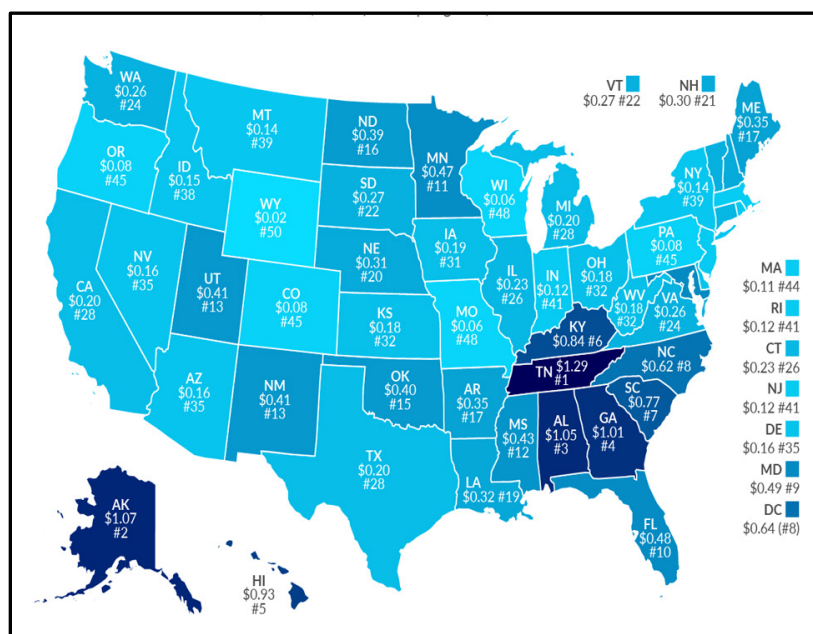 WA
$0.26
#24
MT
$0.14
#39
ND
$0.39
#16
MN
$0.47
#11
VT
$0.27 #22
NH
$0.30 #21
ME
$0.35
#17
OR
$0.08
#45
ID
$0.15
#38
WY
$0.02
#50
SD
$0.27
#22
WI
$0.06
#48
MI
$0.20
#28
NY
$0.14
#39
NV
$0.16
#35
UT
$0.41
#13
CO
$0.08
#45
NE
$0.31
#20
IA
$0.19
#31
IL
$0.23
#26
IN
$0.12
#41
OH
$0.18
#32
PA
$0.08
#45
CA
$0.20
#28
KS
$0.18
#32
MO
$0.06
#48
KY
$0.84 #6
WV
$0.18
#32
VA
$0.26
#24
MA
$0.11 #44
RI
$0.12 #41
CT
$0.23 #26
NJ
$0.12 #41
DE
$0.16 #35
MD
$0.49 #9
DC
$0.64 (#8)
AZ
$0.16
#35
NM
$0.41
#13
OK
$0.40
#15
AR
$0.35
#17
TN $1.29
#1
NC
$0.62 #8
SC
$0.77
#7
MS
$0.43
#12
AL
$1.05
#3
GA
$1.01
#4
TX
$0.20
#28
LA
$0.32 #19
FL
$0.48
#10
AK
$1.07
#2
HI
$0.93
#5